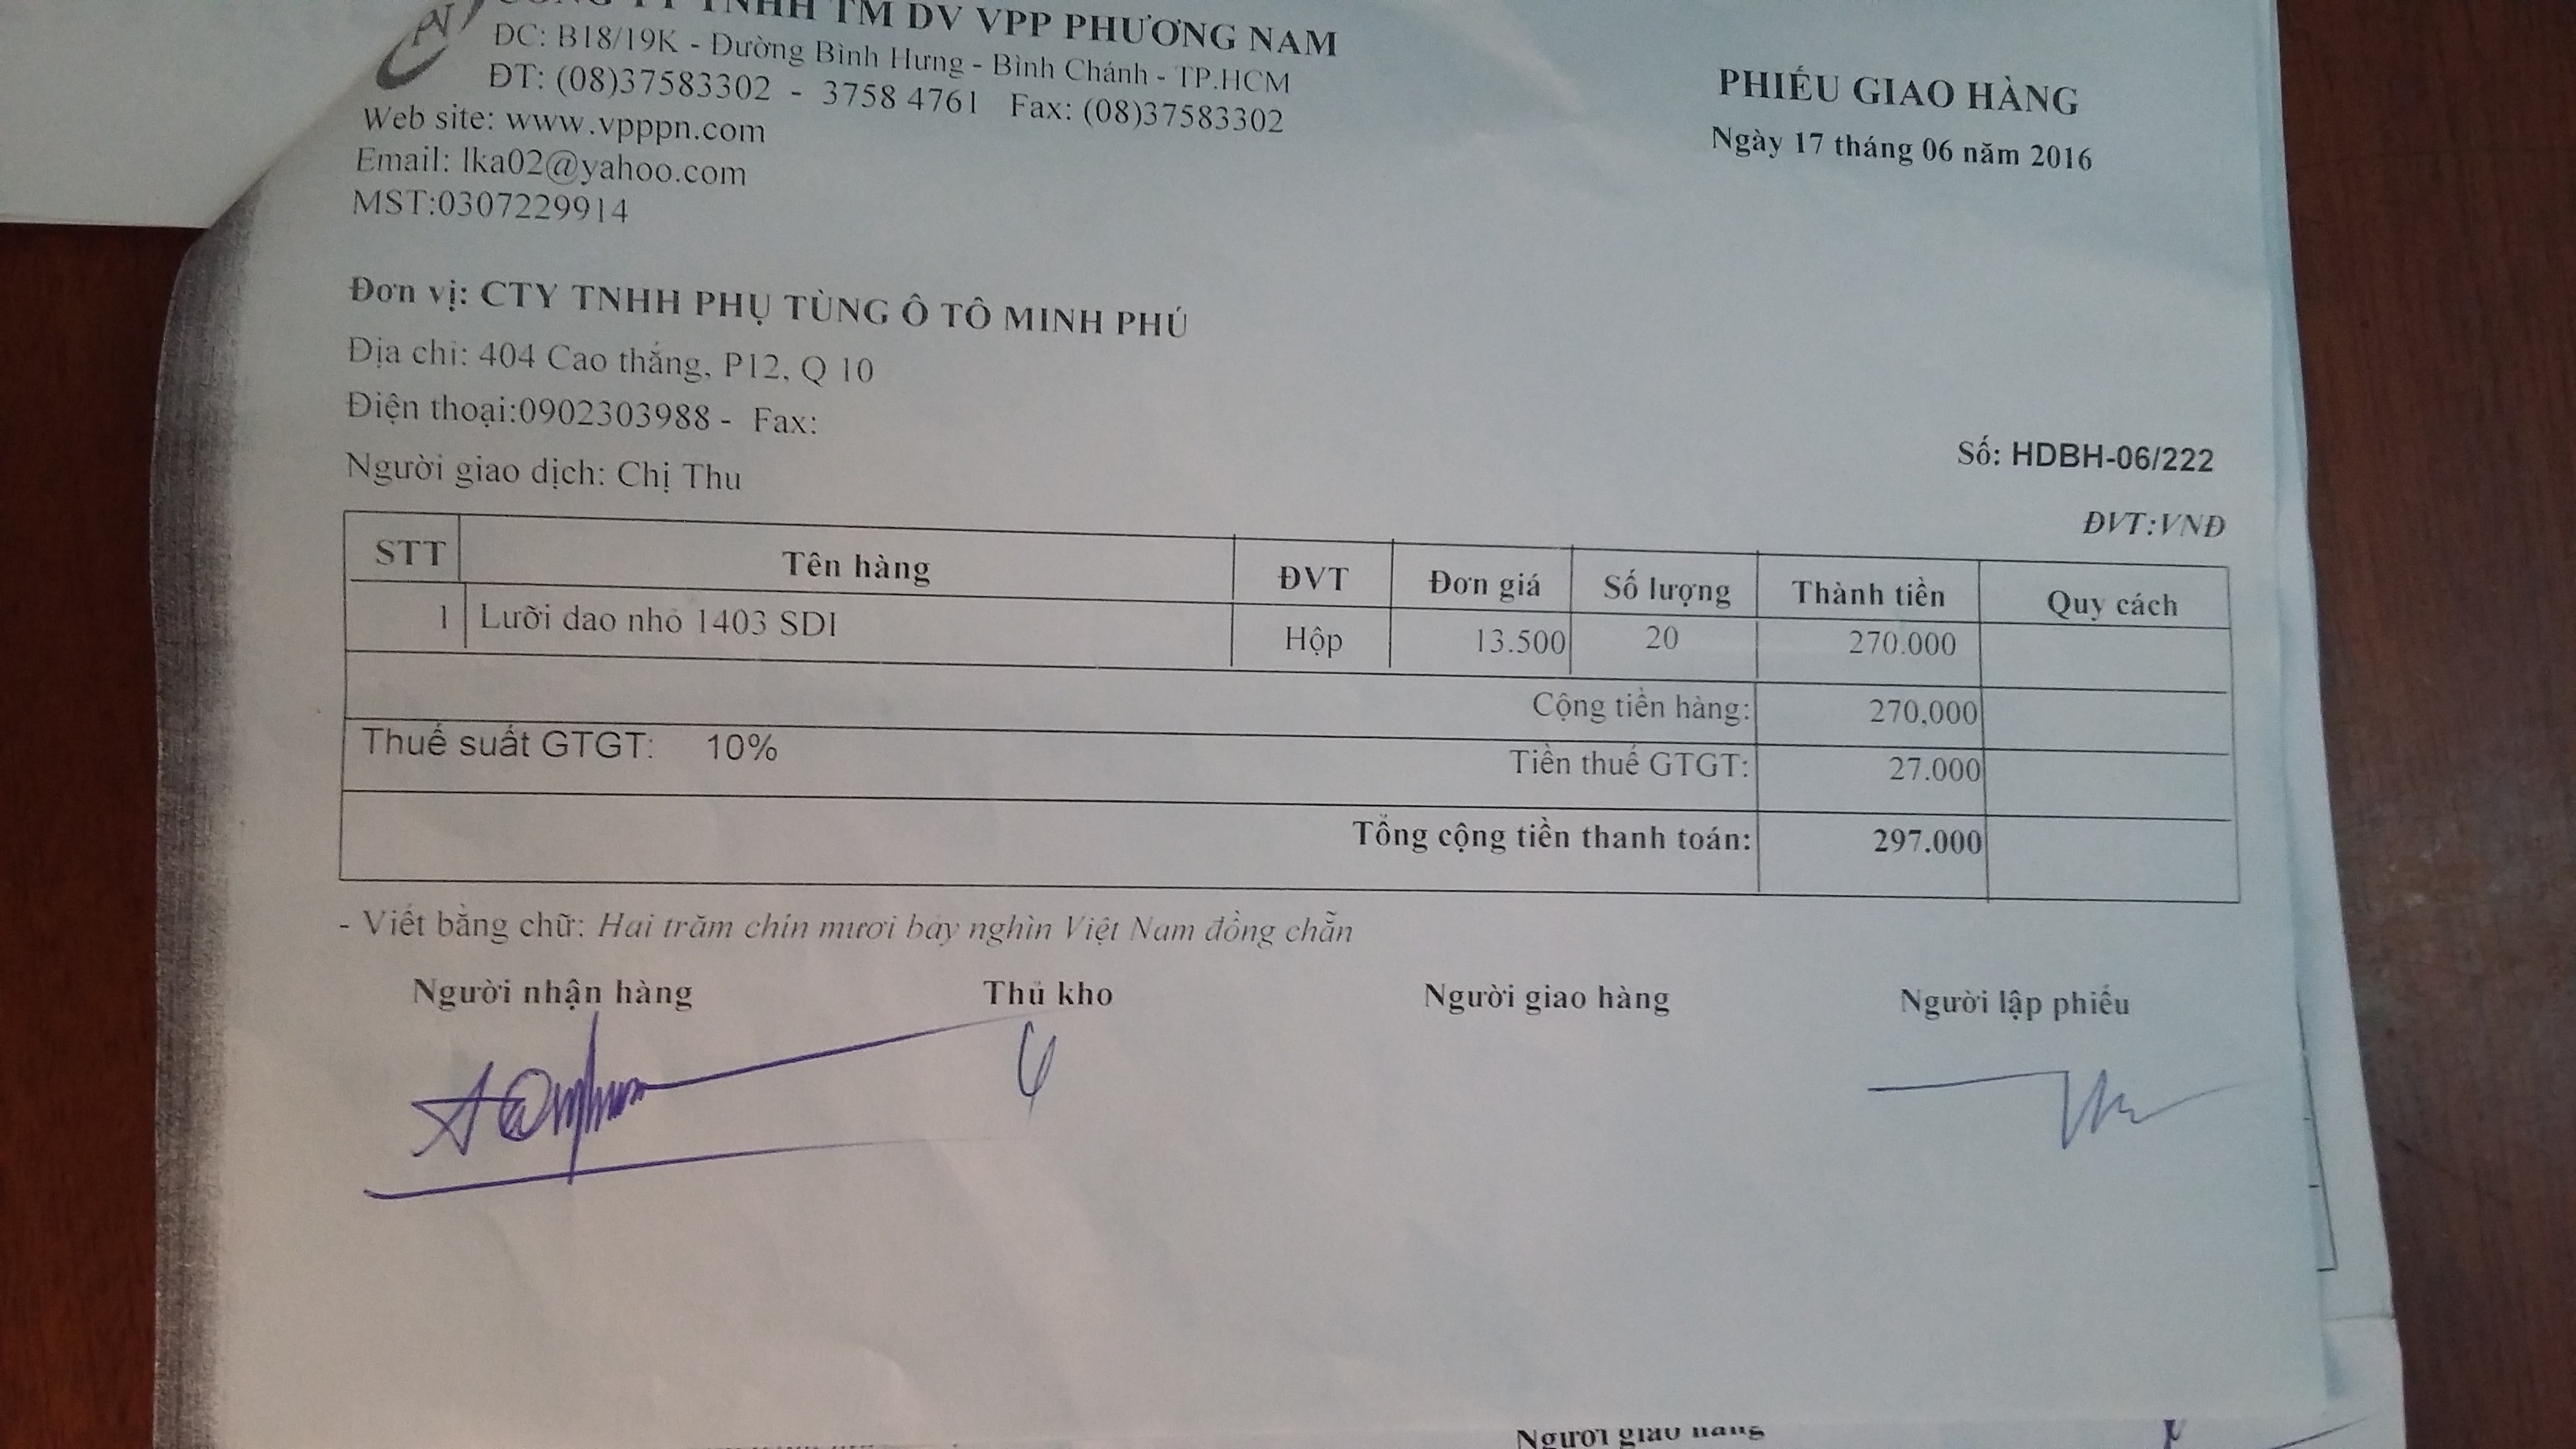 TNHH TM DV VPP PHƯƠNG NAM
DC: B18/19K - Đường Bình Hưng - Bình Chánh - TP.HCM
ĐT: (08)37583302 - 3758 4761 Fax: (08)37583302
Web site: www.vpppn.com
Email: lka02@yahoo.com
MST:0307229914
PHIẾU GIAO HÀNG
Ngày 17 tháng 06 năm 2016
Đơn vị: CTY TNHH PHỤ TÙNG Ô TÔ MINH PHÚ
Địa chỉ: 404 Cao thắng, P12, Q 10
Điện thoại:0902303988 - Fax:
Người giao dịch: Chị Thu
Số: HDBH-06/222
ĐVT:VNĐ
STT Tên hàng ĐVT Đơn giá Số lượng Thành tiền Quy cách
1 Lưỡi dao nhỏ 1403 SDI Hộp 13.500 20 270.000
Cộng tiền hàng: 270,000
Thuế suất GTGT: 10% Tiền thuế GTGT: 27.000
Tổng cộng tiền thanh toán: 297.000
- Viết bằng chữ: Hai trăm chín mươi bảy nghìn Việt Nam đồng chẵn
Người nhận hàng Thủ kho Người giao hàng Người lập phiếu
Người giao hàng